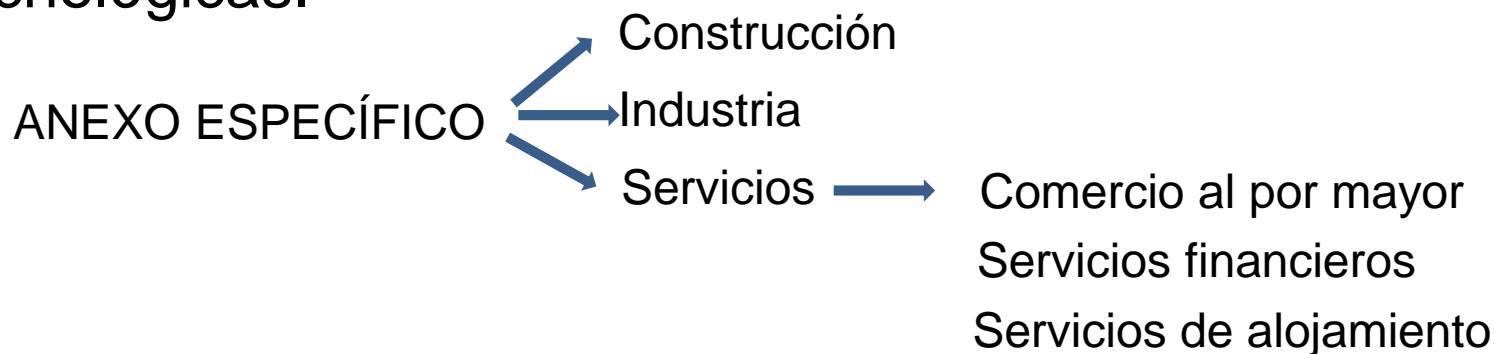 Construcción
ANEXO ESPECÍFICO
Industria
Servicios
Comercio al por mayor
Servicios financieros
Servicios de alojamiento